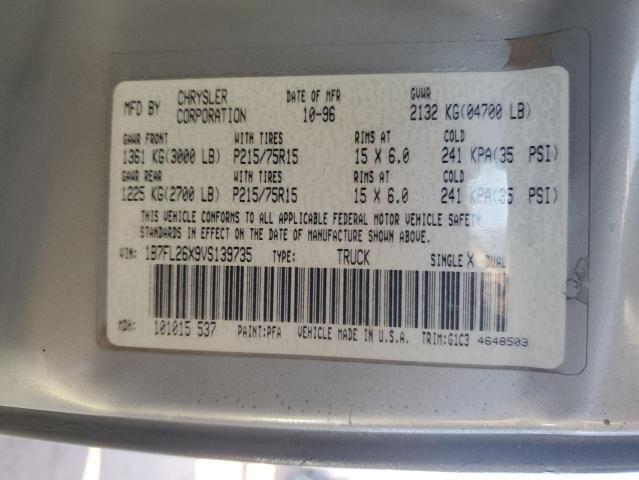 MFD BY CHRYSLER CORPORATION DATE OF MFR 10-96 GVWR 2132 KG(04700 LB)
GAWR FRONT WITH TIRES RIMS AT COLD
1361 KG(3000 LB) P215/75R15 15 X 6.0 241 KPA(35 PSI)
GAWR REAR WITH TIRES RIMS AT COLD
1225 KG(2700 LB) P215/75R15 15 X 6.0 241 KPA(35 PSI)
THIS VEHICLE CONFORMS TO ALL APPLICABLE FEDERAL MOTOR VEHICLE SAFETY
STANDARDS IN EFFECT ON THE DATE OF MANUFACTURE SHOWN ABOVE.
VIN: 1B7FL26X9VS139735 TYPE: TRUCK SINGLE X DUAL
MDH: 101015 537 PAINT:PFA VEHICLE MADE IN U.S.A. TRIM:G1C3 4648503